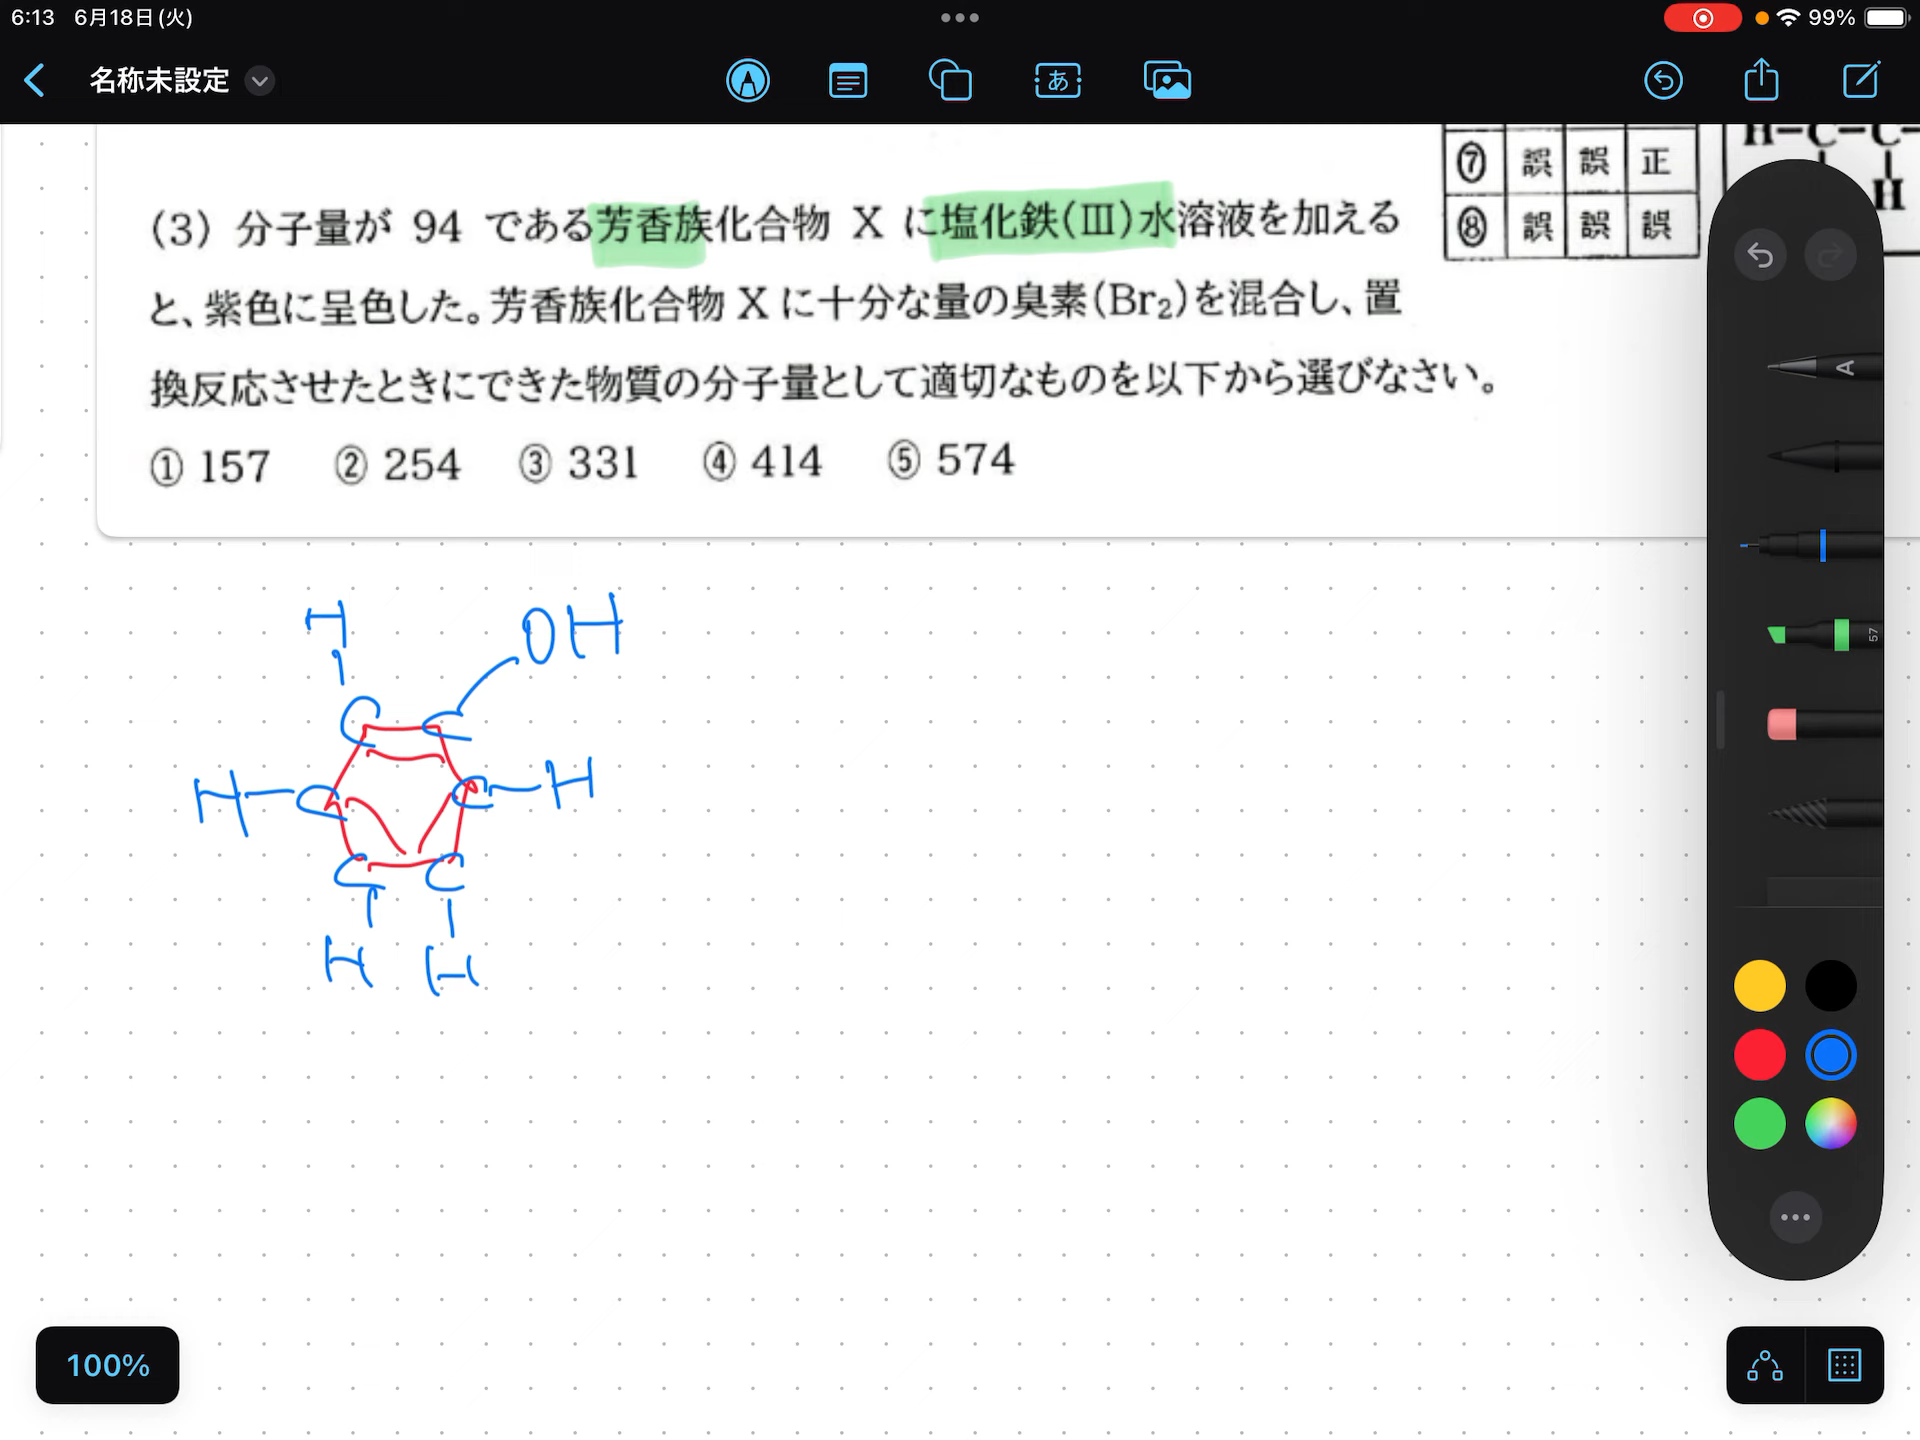 6:13 6月18日(火) 99%
名称未設定
あ
⑦ 誤 誤 正
⑧ 誤 誤 誤
H-C-C-
H
(3) 分子量が 94 である芳香族化合物 X に塩化鉄(Ⅲ)水溶液を加える
と、紫色に呈色した。芳香族化合物 X に十分な量の臭素(Br₂)を混合し、置
換反応させたときにできた物質の分子量として適切なものを以下から選びなさい。
① 157 ② 254 ③ 331 ④ 414 ⑤ 574
A
57
H OH
C C
H-C C-H
C C
H H
100%